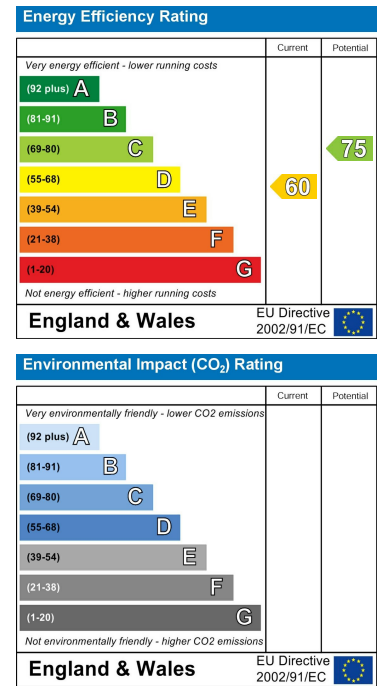 Energy Efficiency Rating
Current Potential
Very energy efficient - lower running costs
(92 plus) A
(81-91) B
(69-80) C 75
(55-68) D 60
(39-54) E
(21-38) F
(1-20) G
Not energy efficient - higher running costs
England & Wales EU Directive 2002/91/EC
Environmental Impact (CO₂) Rating
Current Potential
Very environmentally friendly - lower CO2 emissions
(92 plus) A
(81-91) B
(69-80) C
(55-68) D
(39-54) E
(21-38) F
(1-20) G
Not environmentally friendly - higher CO2 emissions
England & Wales EU Directive 2002/91/EC